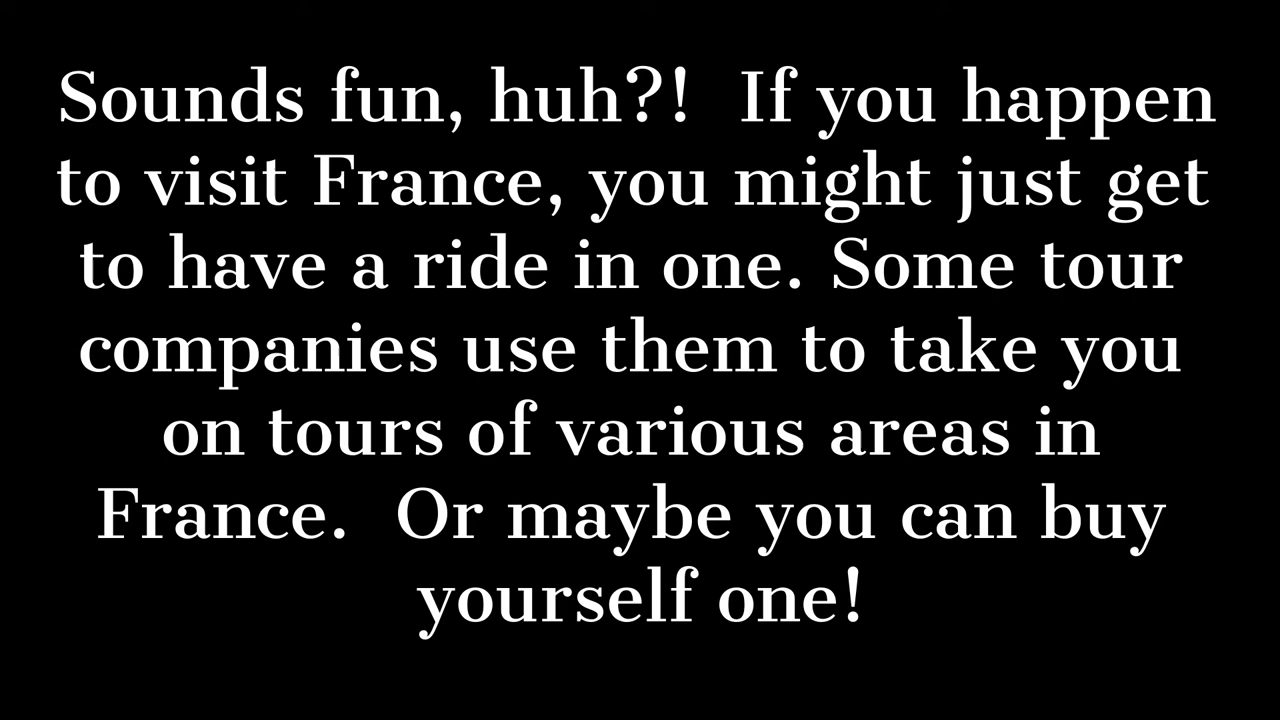 Sounds fun, huh?!  If you happen
to visit France, you might just get
to have a ride in one. Some tour
companies use them to take you
on tours of various areas in
France.  Or maybe you can buy
yourself one!